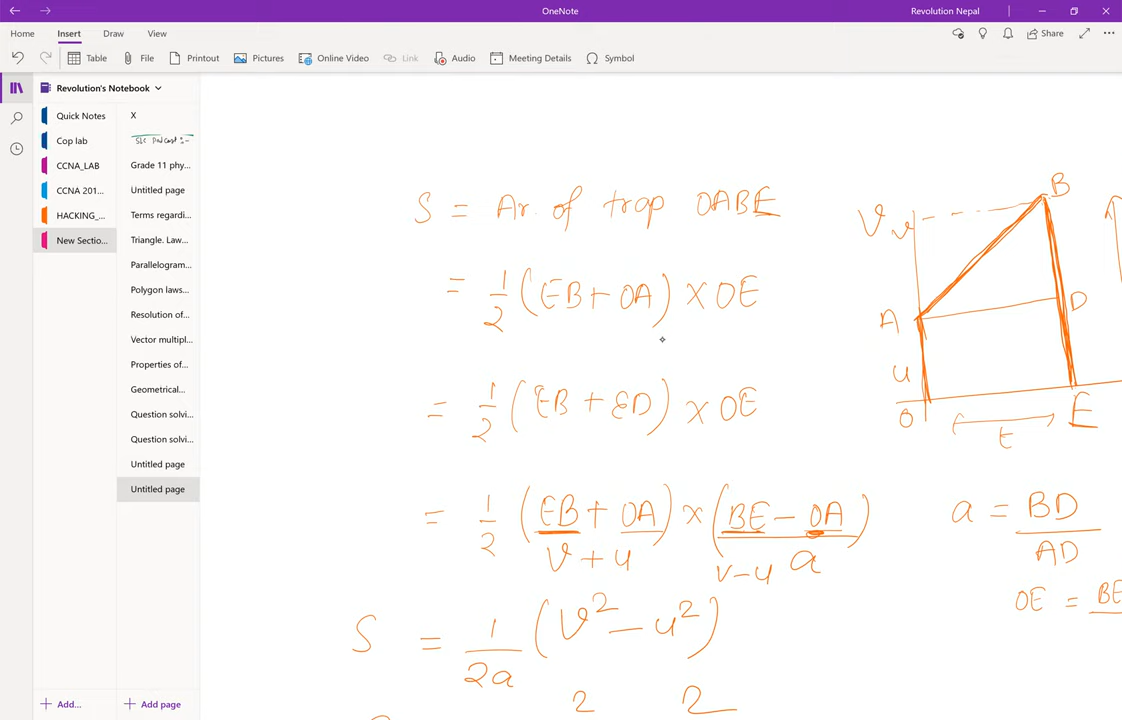 OneNote
Revolution Nepal
Home
Insert
Draw
View
Share
Table
File
Printout
Pictures
Online Video
Link
Audio
Meeting Details
Symbol
Revolution's Notebook
Quick Notes
Cop lab
CCNA_LAB
CCNA 201...
HACKING_...
New Sectio...
X
Grade 11 phy...
Untitled page
Terms regardi...
Triangle. Law...
Parallelogram...
Polygon laws...
Resolution of...
Vector multipl...
Properties of...
Geometrical...
Question solvi...
Question solvi...
Untitled page
Untitled page
Add...
Add page
S = Ar. of trap OABE
= 1/2 (EB + OA) × OE
= 1/2 (EB + ED) × OE
= 1/2 (EB + OA) × (BE - OA)
v + u
v - u
a
S = 1/2a (v² - u²)
2 2
B
V
v
A
D
u
O
E
t
a = BD/AD
OE = BE